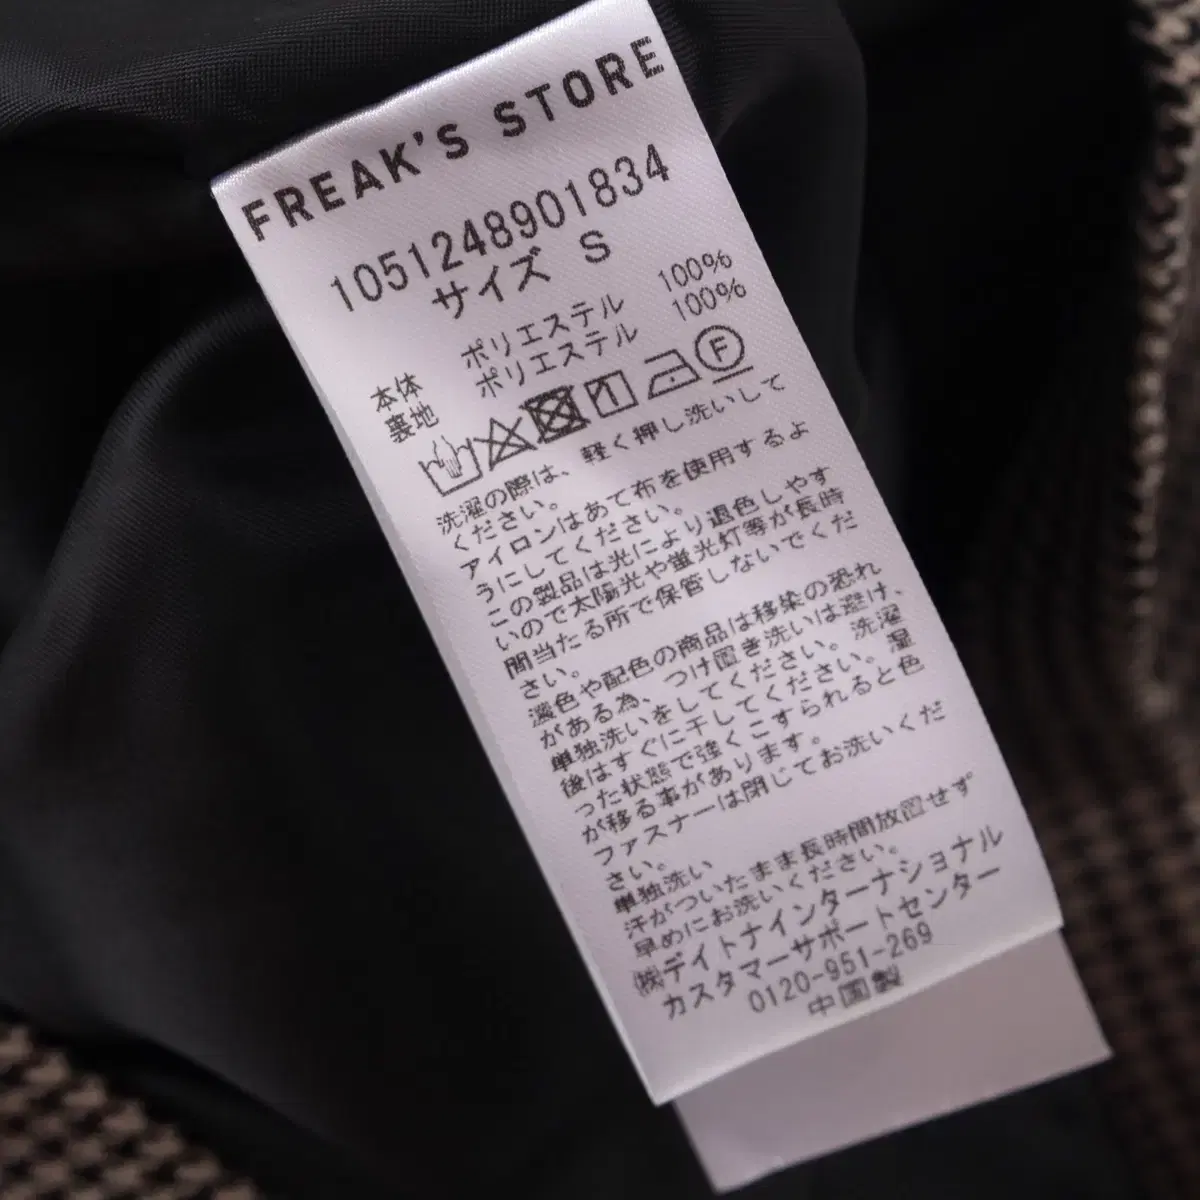 FREAK'S STORE
1051248901834
サイズ S
本体 ポリエステル 100%
裏地 ポリエステル 100%
F
洗濯の際は、軽く押し洗いして
ください。
アイロンはあて布を使用するよ
うにしてください。
この製品は光により退色しやす
いので太陽光や蛍光灯等が長時
間当たる所で保管しないでくだ
さい。
濃色や配色の商品は移染の恐れ
がある為、つけ置き洗いは避け、
単独洗いをしてください。洗濯
後はすぐに干してください。湿
った状態で強くこすられると色
が移る事があります。
ファスナーは閉じてお洗いくだ
さい。
単独洗い
汗がついたまま長時間放置せず
早めにお洗いください。
㈱デイトナインターナショナル
カスタマーサポートセンター
0120-951-269
中国製